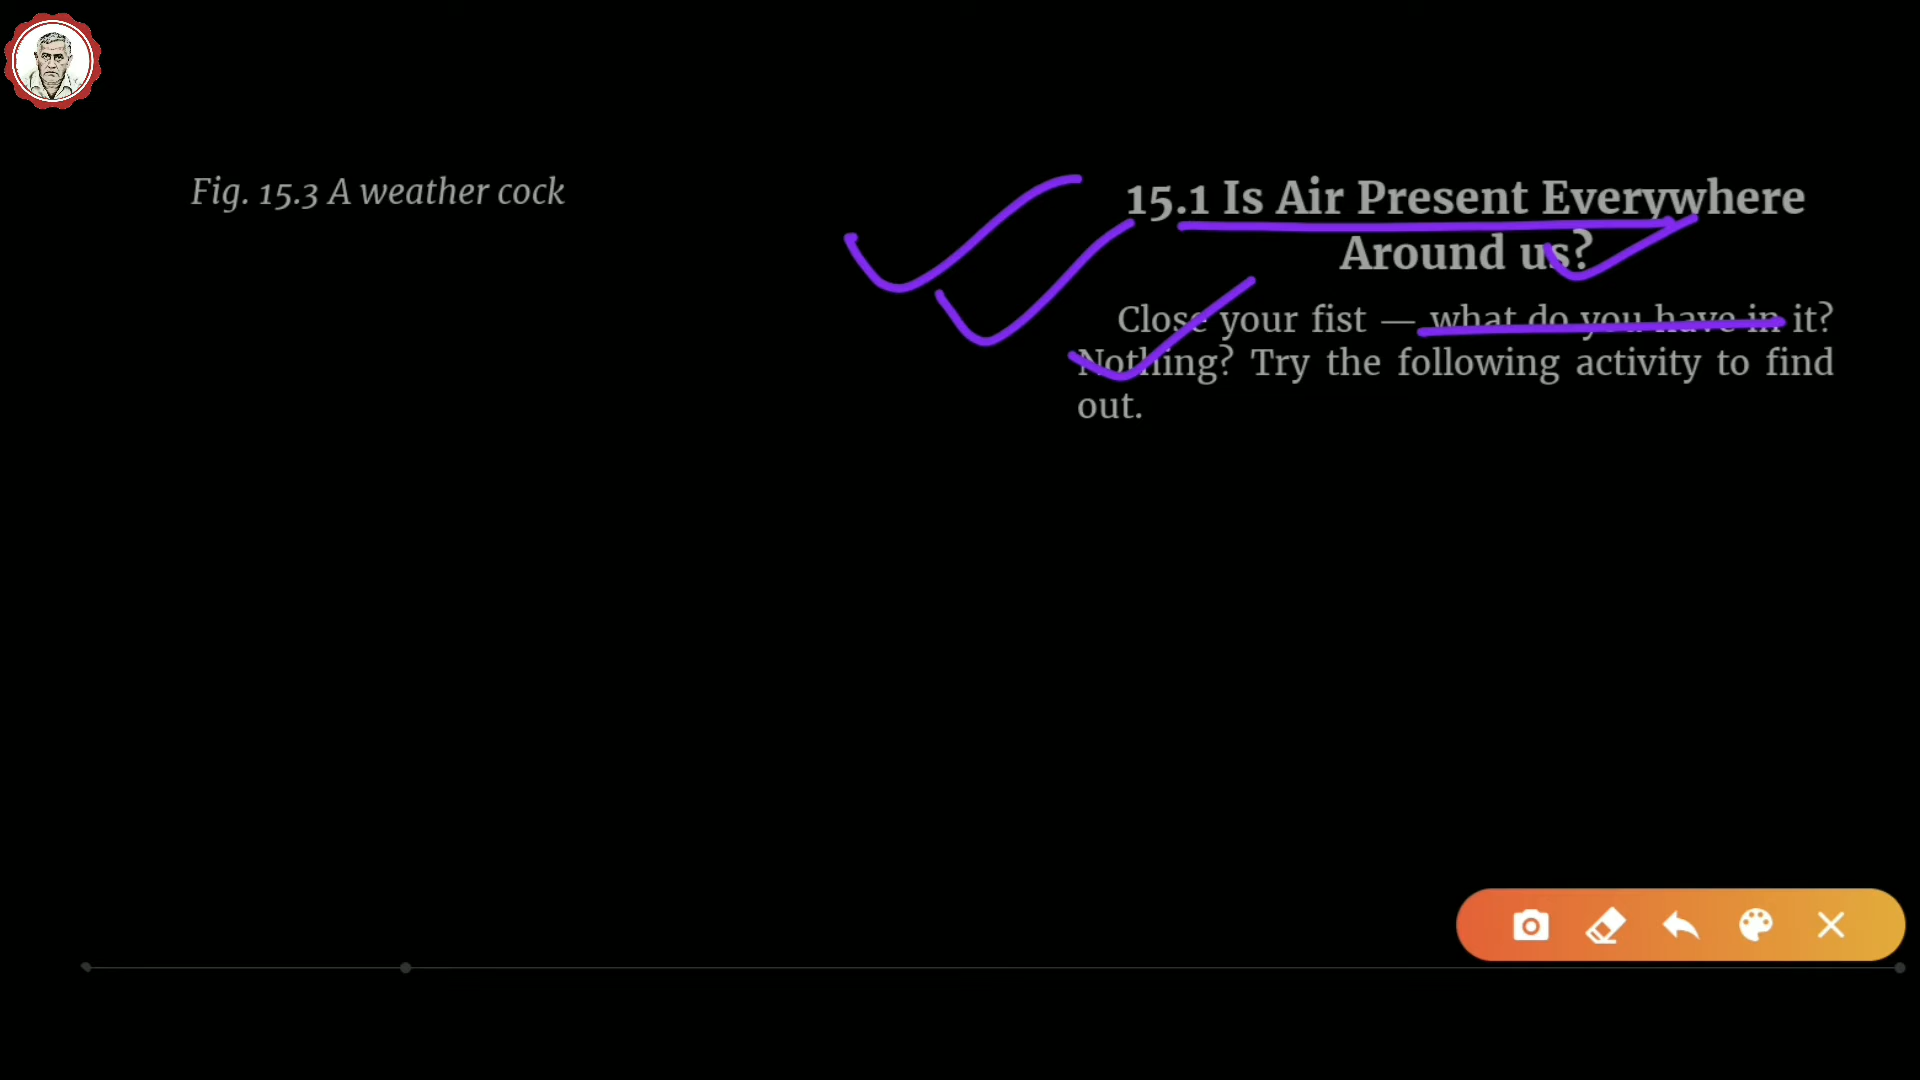 Fig. 15.3 A weather cock
15.1 Is Air Present Everywhere
Around us?
Close your fist — what do you have in it?
Nothing? Try the following activity to find
out.